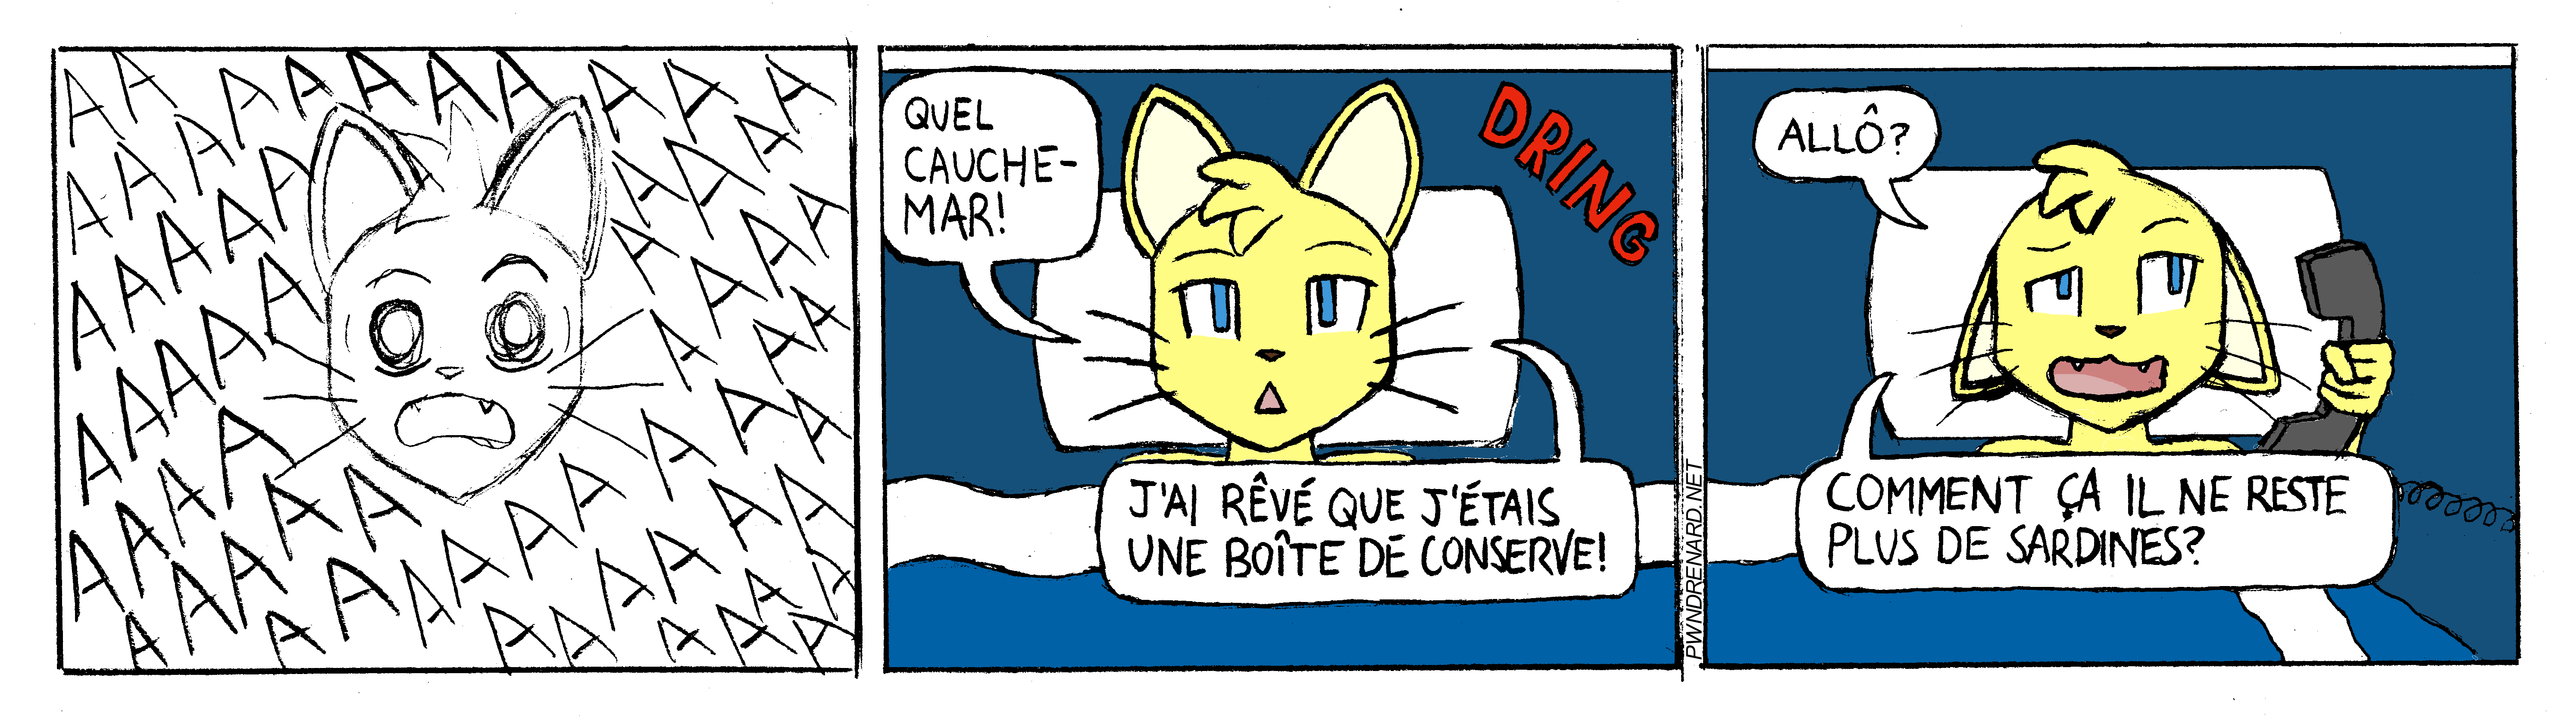 A A A A A A A A A A A A A A A A A A A A A A A A A A A A A A A A A A A A A A A A A A A A A A A A A A A A A A A A A A A A A A A A A A A A A A
QUEL
CAUCHE-
MAR!
DRING
J'AI RÊVÉ QUE J'ÉTAIS
UNE BOÎTE DE CONSERVE!
PWNDRENARD.NET
ALLÔ?
COMMENT ÇA IL NE RESTE
PLUS DE SARDINES?